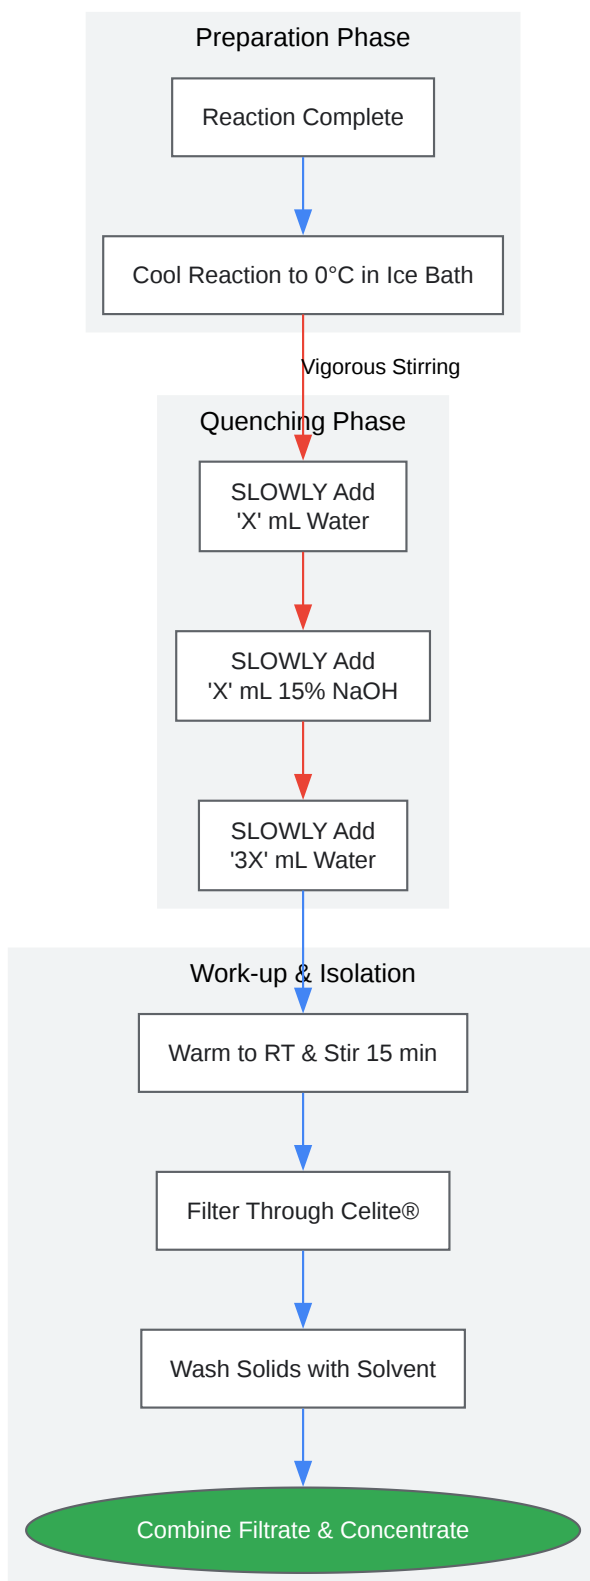 Preparation Phase
Reaction Complete
Cool Reaction to 0°C in Ice Bath
Vigorous Stirring
Quenching Phase
SLOWLY Add
'X' mL Water
SLOWLY Add
'X' mL 15% NaOH
SLOWLY Add
'3X' mL Water
Work-up & Isolation
Warm to RT & Stir 15 min
Filter Through Celite®
Wash Solids with Solvent
Combine Filtrate & Concentrate